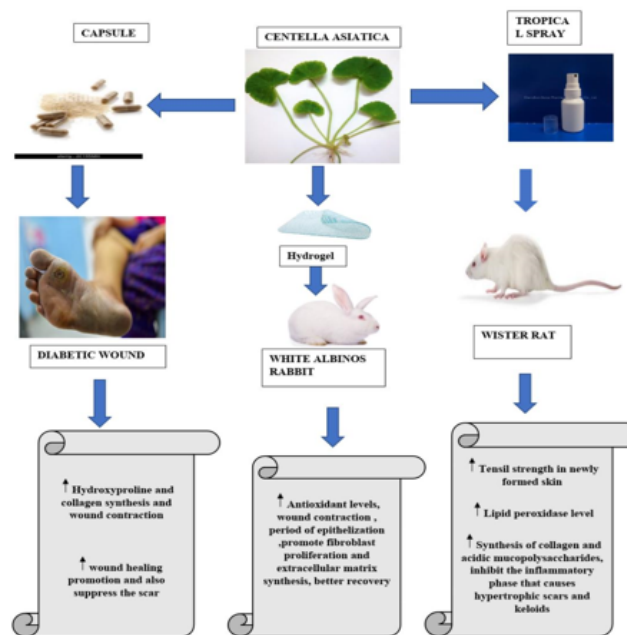 CAPSULE
CENTELLA ASIATICA
TROPICA
L SPRAY
Hydrogel
DIABETIC WOUND
WHITE ALBINOS
RABBIT
WISTER RAT
Hydroxyproline and
collagen synthesis and
wound contraction
wound healing
promotion and also
suppress the scar
Antioxidant levels,
wound contraction ,
period of epithelization
,promote fibroblast
proliferation and
extracellular matrix
synthesis, better recovery
Tensil strength in newly
formed skin
Lipid peroxidase level
Synthesis of collagen and
acidic mucopolysaccharides,
inhibit the inflammatory
phase that causes
hypertrophic scars and
keloids